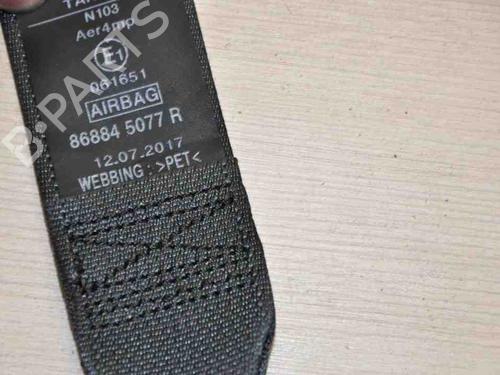 N103
Aer4mp
E1
061651
AIRBAG
86884 5077 R
12.07.2017
WEBBING : >PET<
B-PARTS